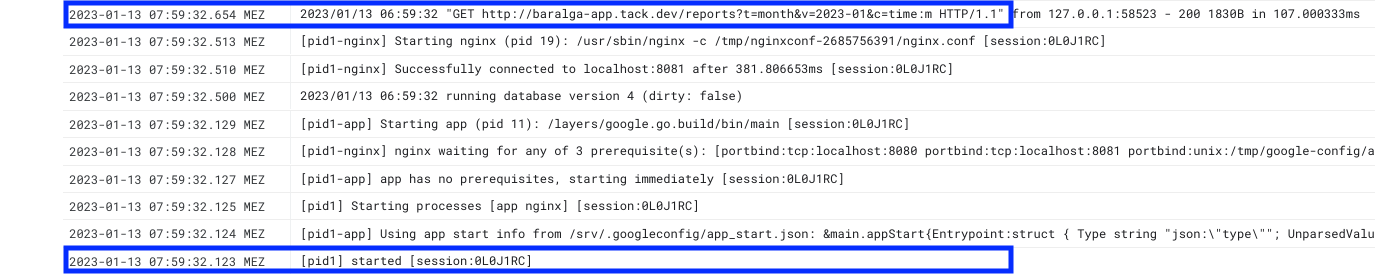 2023-01-13 07:59:32.654 MEZ 2023/01/13 06:59:32 "GET http://baralga-app.tack.dev/reports?t=month&v=2023-01&c=time:m HTTP/1.1" from 127.0.0.1:58523 - 200 1830B in 107.000333ms
2023-01-13 07:59:32.513 MEZ [pid1-nginx] Starting nginx (pid 19): /usr/sbin/nginx -c /tmp/nginxconf-2685756391/nginx.conf [session:0L0J1RC]
2023-01-13 07:59:32.510 MEZ [pid1-nginx] Successfully connected to localhost:8081 after 381.806653ms [session:0L0J1RC]
2023-01-13 07:59:32.500 MEZ 2023/01/13 06:59:32 running database version 4 (dirty: false)
2023-01-13 07:59:32.129 MEZ [pid1-app] Starting app (pid 11): /layers/google.go.build/bin/main [session:0L0J1RC]
2023-01-13 07:59:32.128 MEZ [pid1-nginx] nginx waiting for any of 3 prerequisite(s): [portbind:tcp:localhost:8080 portbind:tcp:localhost:8081 portbind:unix:/tmp/google-config/a
2023-01-13 07:59:32.127 MEZ [pid1-app] app has no prerequisites, starting immediately [session:0L0J1RC]
2023-01-13 07:59:32.125 MEZ [pid1] Starting processes [app nginx] [session:0L0J1RC]
2023-01-13 07:59:32.124 MEZ [pid1-app] Using app start info from /srv/.googleconfig/app_start.json: &main.appStart{Entrypoint:struct { Type string "json:\"type\""; UnparsedValu
2023-01-13 07:59:32.123 MEZ [pid1] started [session:0L0J1RC]